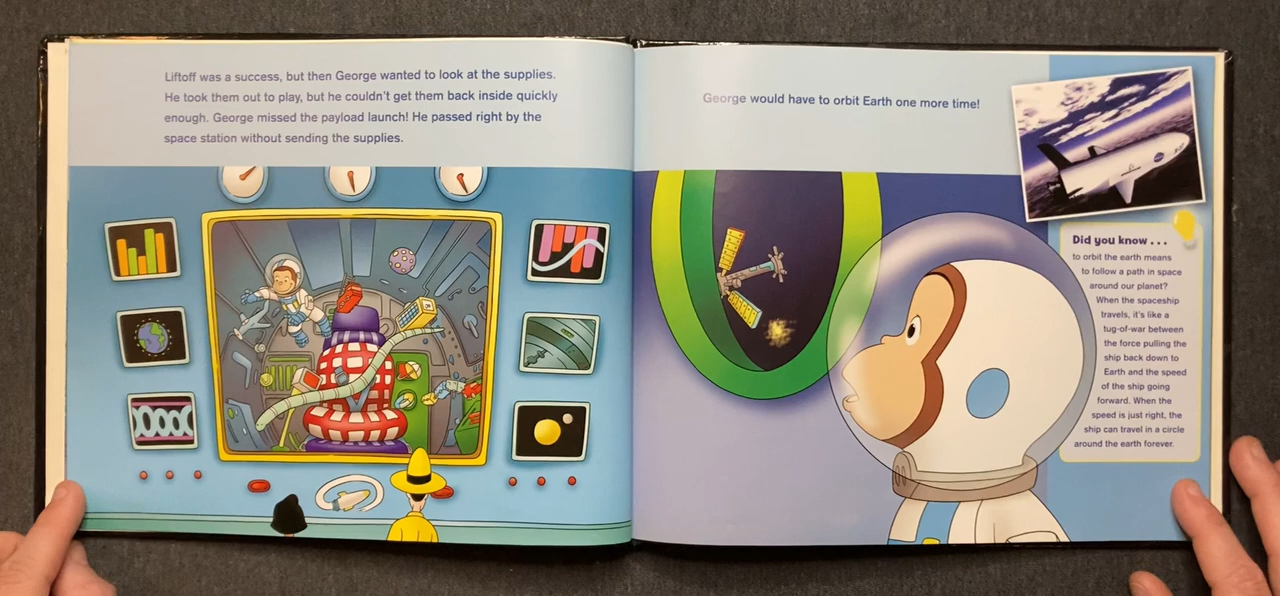 Liftoff was a success, but then George wanted to look at the supplies.
He took them out to play, but he couldn't get them back inside quickly
enough. George missed the payload launch! He passed right by the
space station without sending the supplies.
George would have to orbit Earth one more time!
Did you know . . .
to orbit the earth means
to follow a path in space
around our planet?
When the spaceship
travels, it's like a
tug-of-war between
the force pulling the
ship back down to
Earth and the speed
of the ship going
forward. When the
speed is just right, the
ship can travel in a circle
around the earth forever.